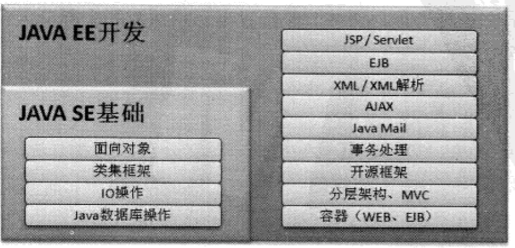 JAVA EE开发
JAVA SE基础
面向对象
类集框架
IO操作
Java数据库操作
JSP / Servlet
EJB
XML / XML解析
AJAX
Java Mail
事务处理
开源框架
分层架构、MVC
容器（WEB、EJB）